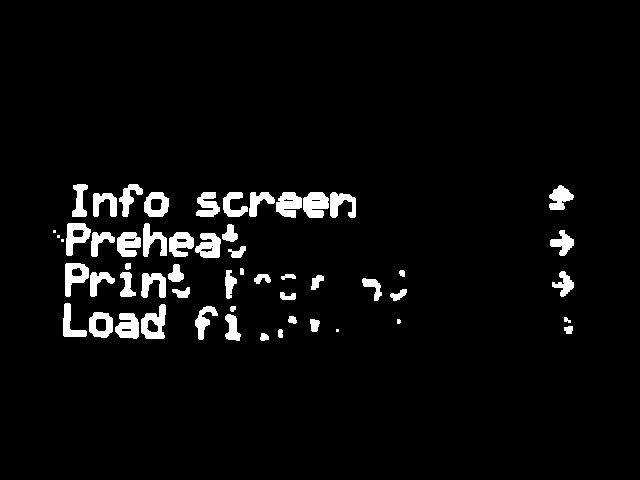 Info screen ↑
Preheat →
Print →
Load